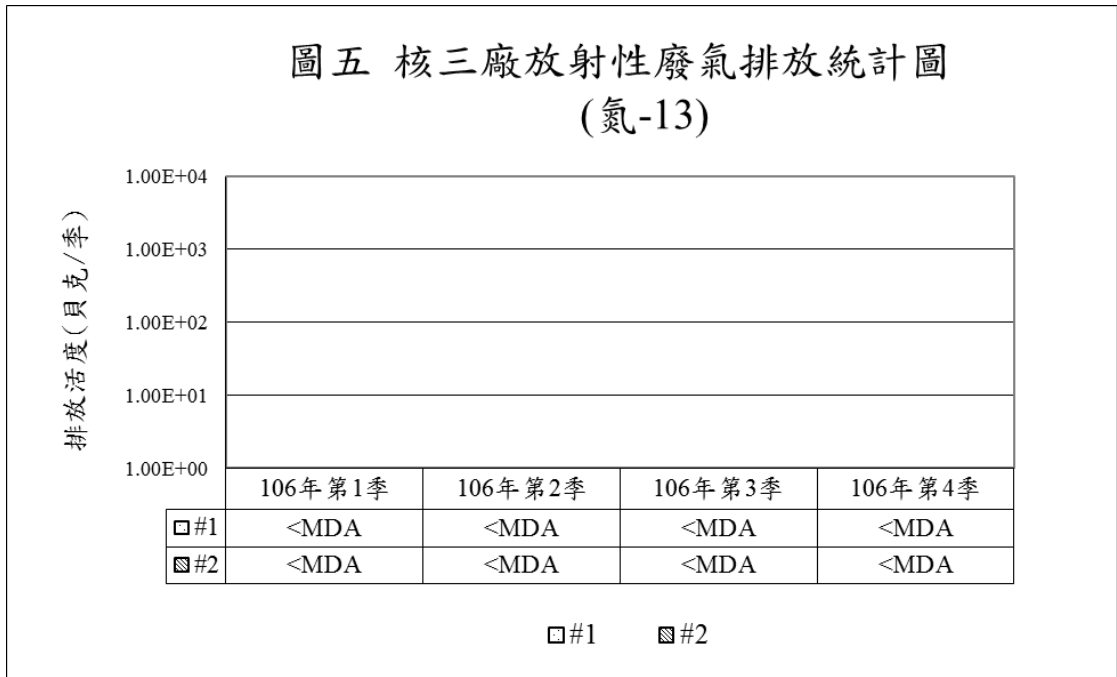 圖五 核三廠放射性廢氣排放統計圖
(氮-13)
排放活度(貝克/季)
1.00E+04
1.00E+03
1.00E+02
1.00E+01
1.00E+00
106年第1季 106年第2季 106年第3季 106年第4季
#1 <MDA <MDA <MDA <MDA
#2 <MDA <MDA <MDA <MDA
#1 #2